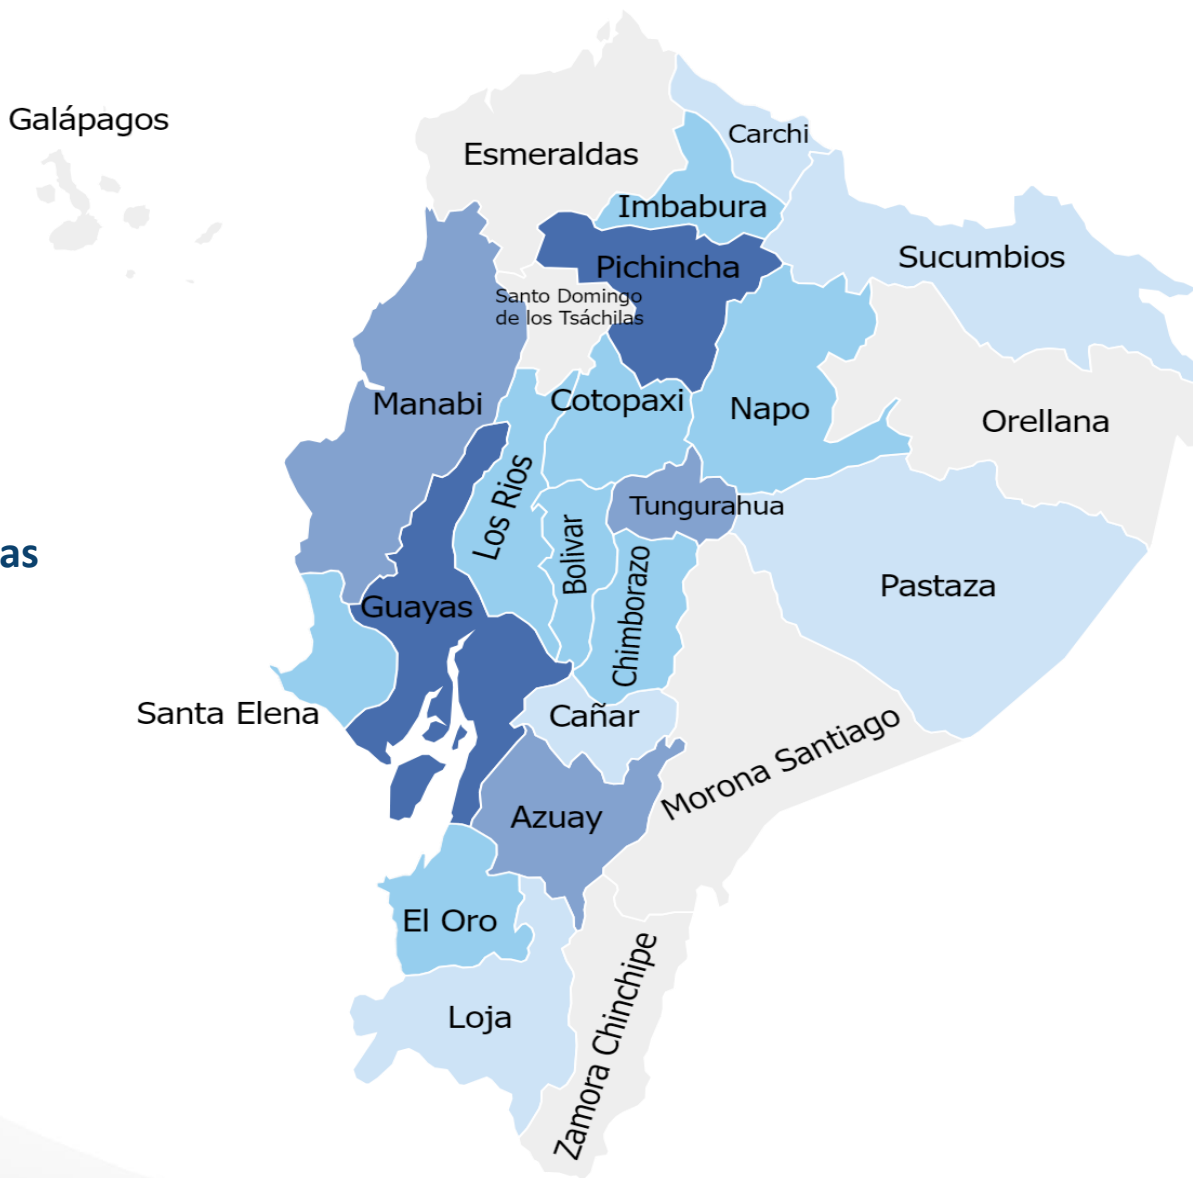 Galápagos
Esmeraldas
Carchi
Imbabura
Sucumbios
Pichincha
Santo Domingo
de los Tsáchilas
Manabi
Cotopaxi
Napo
Orellana
Los Rios
Tungurahua
Bolivar
as
Chimborazo
Pastaza
Guayas
Santa Elena
Cañar
Morona Santiago
Azuay
El Oro
Loja
Zamora Chinchipe